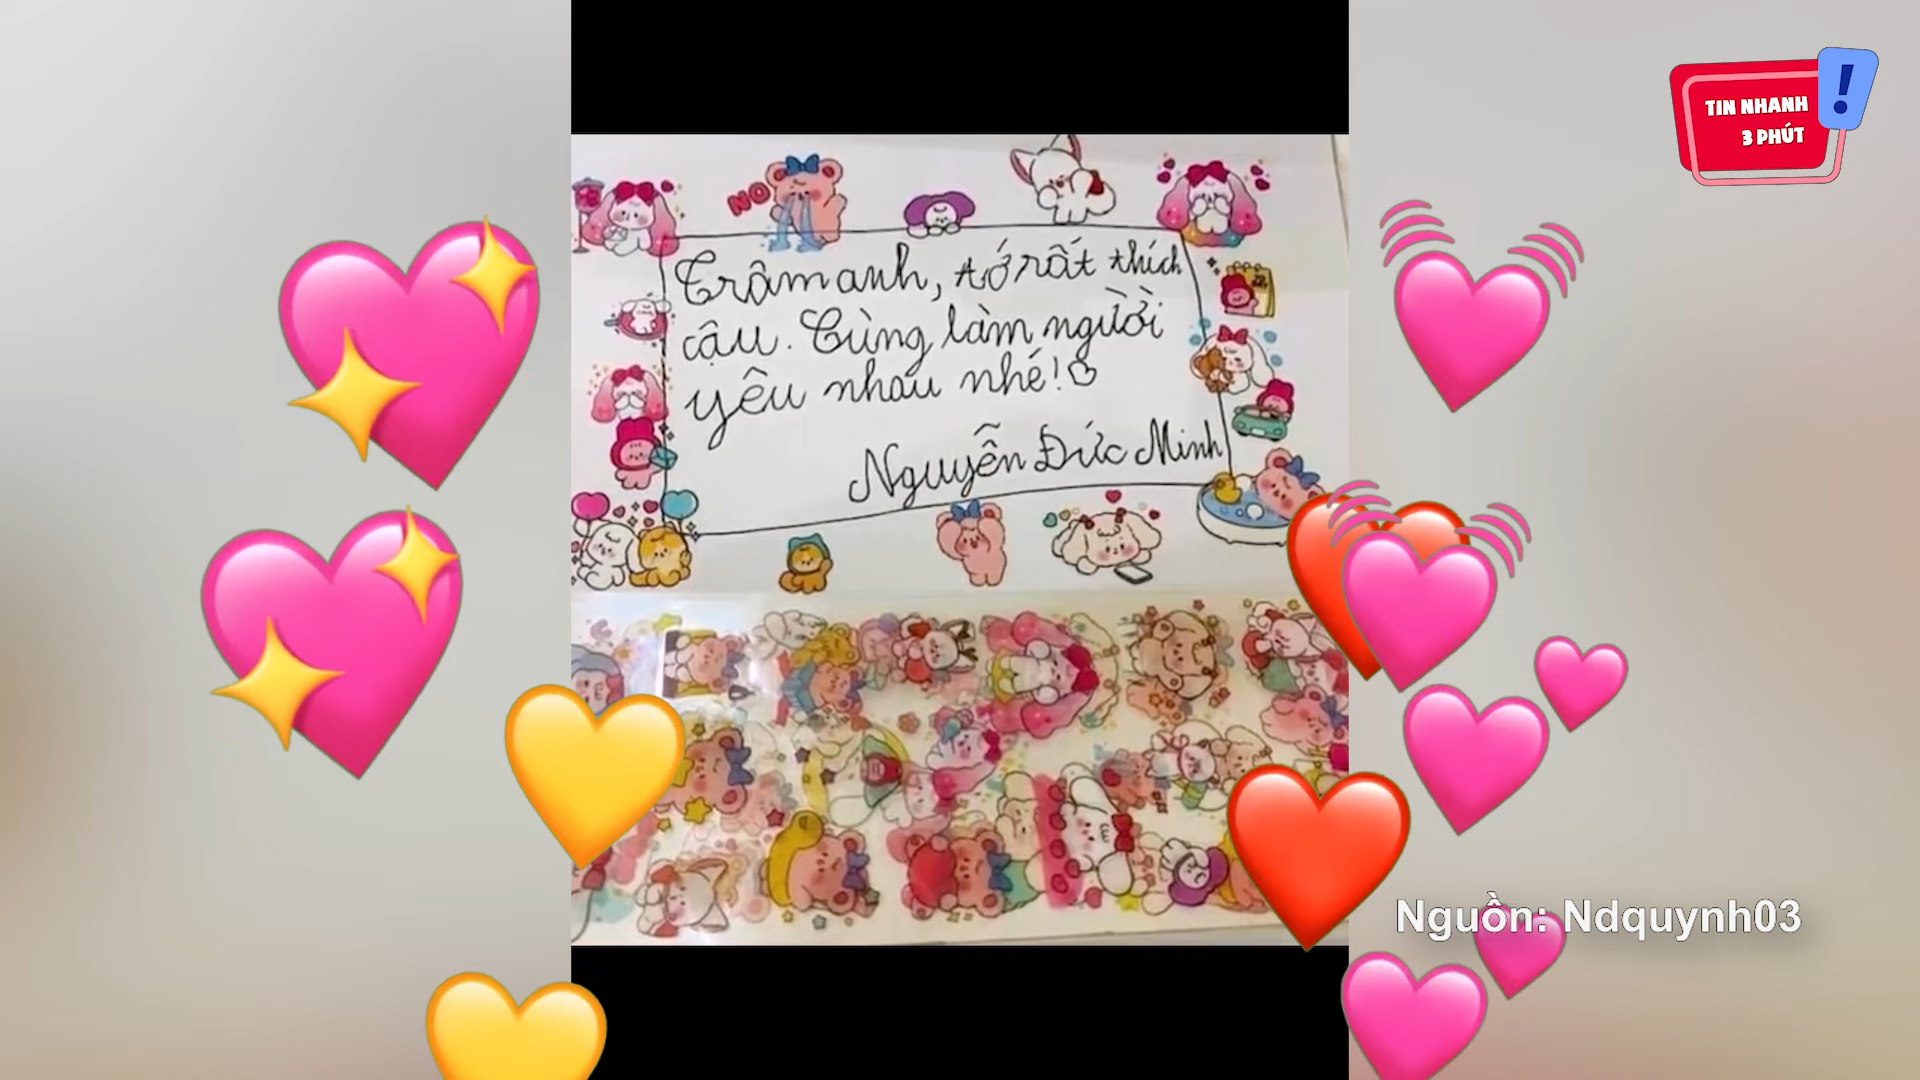 TIN NHANH
3 PHÚT
!
NO
Trâm anh, tớ rất thích
cậu. Cùng làm người
yêu nhau nhé!
Nguyễn Đức Minh
Nguồn: Ndquynh03